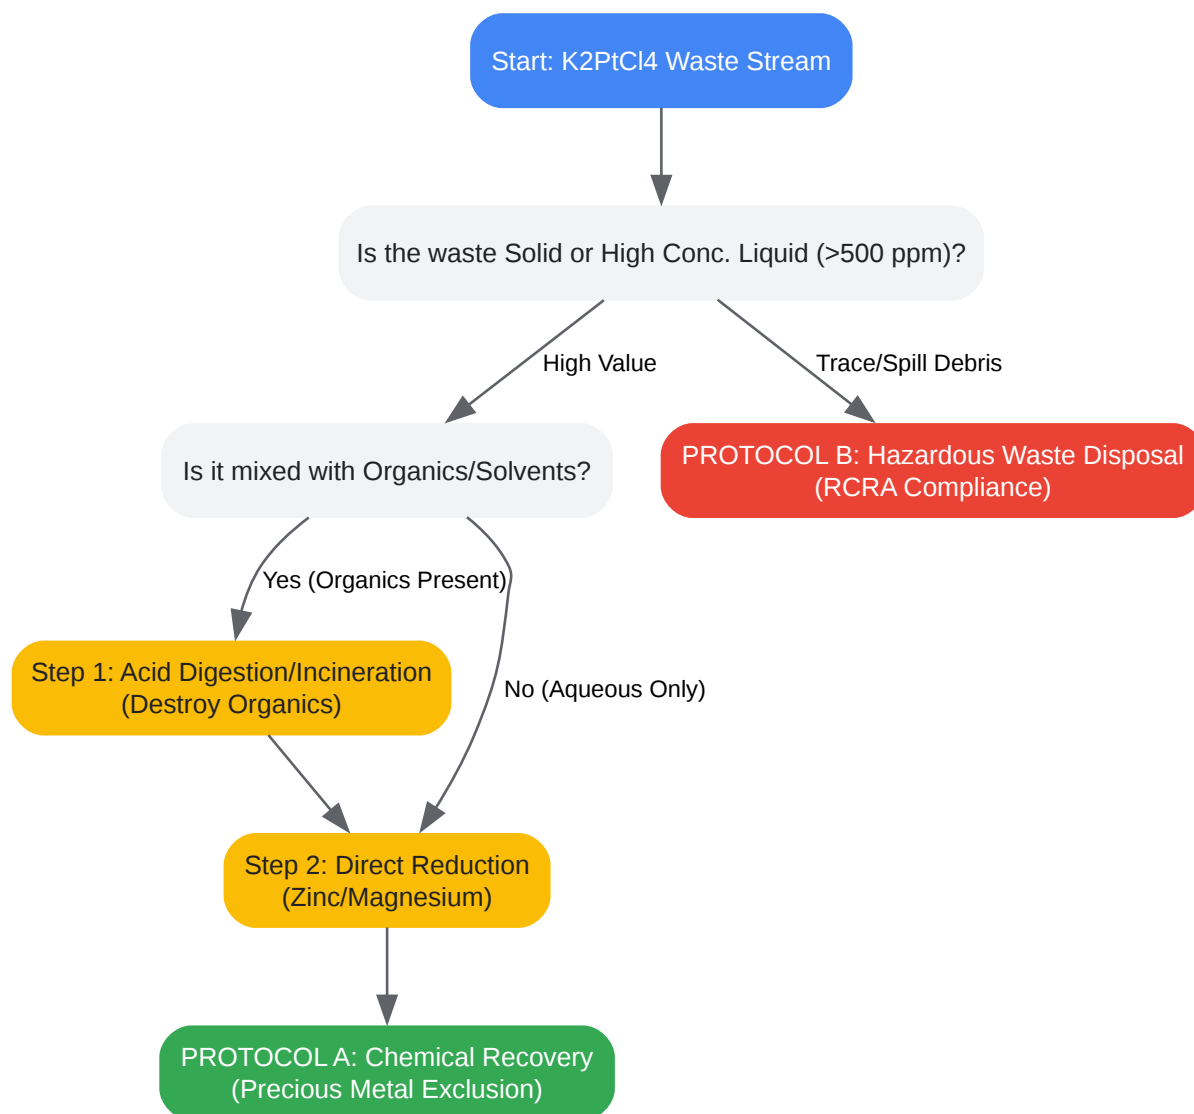 Start: K2PtCl4 Waste Stream
Is the waste Solid or High Conc. Liquid (>500 ppm)?
High Value
Trace/Spill Debris
Is it mixed with Organics/Solvents?
PROTOCOL B: Hazardous Waste Disposal
(RCRA Compliance)
Yes (Organics Present)
Step 1: Acid Digestion/Incineration
(Destroy Organics)
No (Aqueous Only)
Step 2: Direct Reduction
(Zinc/Magnesium)
PROTOCOL A: Chemical Recovery
(Precious Metal Exclusion)